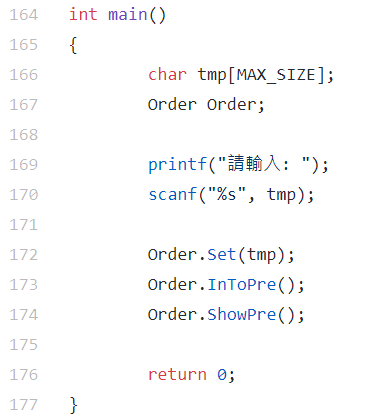 164 int main()
165 {
166 char tmp[MAX_SIZE];
167 Order Order;
168
169 printf("請輸入: ");
170 scanf("%s", tmp);
171
172 Order.Set(tmp);
173 Order.InToPre();
174 Order.ShowPre();
175
176 return 0;
177 }